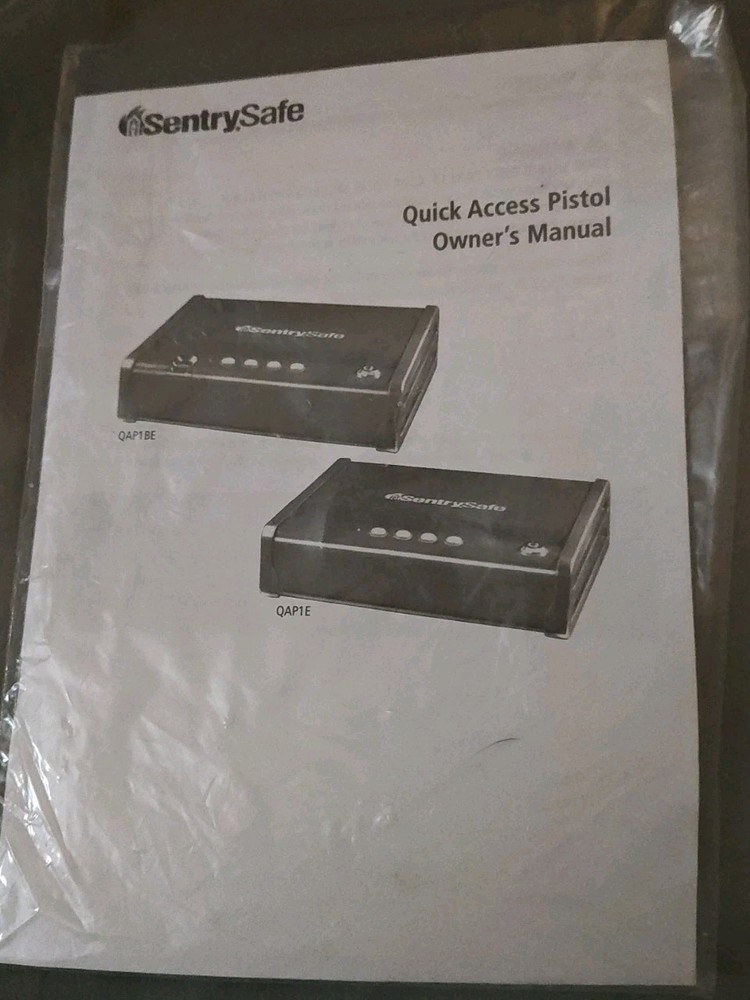 SentrySafe
Quick Access Pistol
Owner's Manual
SentrySafe
QAP1BE
SentrySafe
QAP1E